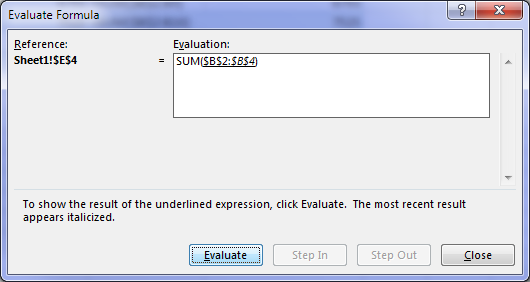 Evaluate Formula
Reference:
Evaluation:
Sheet1!$E$4
=
SUM($B$2:$B$4)
To show the result of the underlined expression, click Evaluate.  The most recent result
appears italicized.
Evaluate
Step In
Step Out
Close